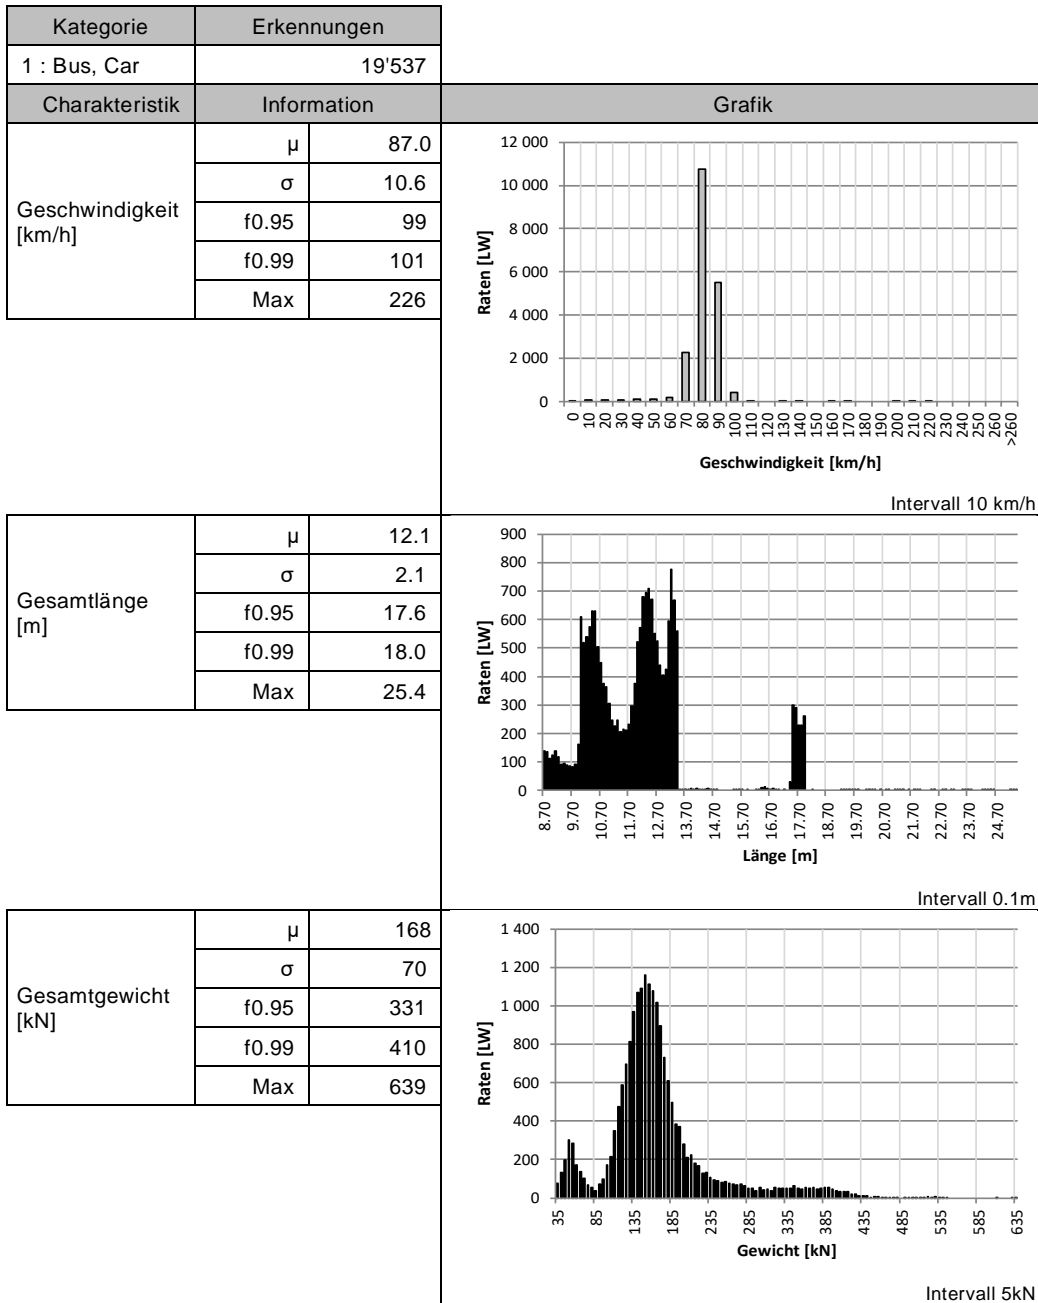 Kategorie Erkennungen
1 : Bus, Car 19'537
Charakteristik Information Grafik
Geschwindigkeit [km/h]
µ 87.0
σ 10.6
f0.95 99
f0.99 101
Max 226
12 000
10 000
8 000
6 000
4 000
2 000
0
Raten [LW]
0 10 20 30 40 50 60 70 80 90 100 110 120 130 140 150 160 170 180 190 200 210 220 230 240 250 260 >260
Geschwindigkeit [km/h]
Intervall 10 km/h
Gesamtlänge [m]
µ 12.1
σ 2.1
f0.95 17.6
f0.99 18.0
Max 25.4
900
800
700
600
500
400
300
200
100
0
Raten [LW]
8.70 9.70 10.70 11.70 12.70 13.70 14.70 15.70 16.70 17.70 18.70 19.70 20.70 21.70 22.70 23.70 24.70
Länge [m]
Intervall 0.1m
Gesamtgewicht [kN]
µ 168
σ 70
f0.95 331
f0.99 410
Max 639
1 400
1 200
1 000
800
600
400
200
0
Raten [LW]
35 85 135 185 235 285 335 385 435 485 535 585 635
Gewicht [kN]
Intervall 5kN